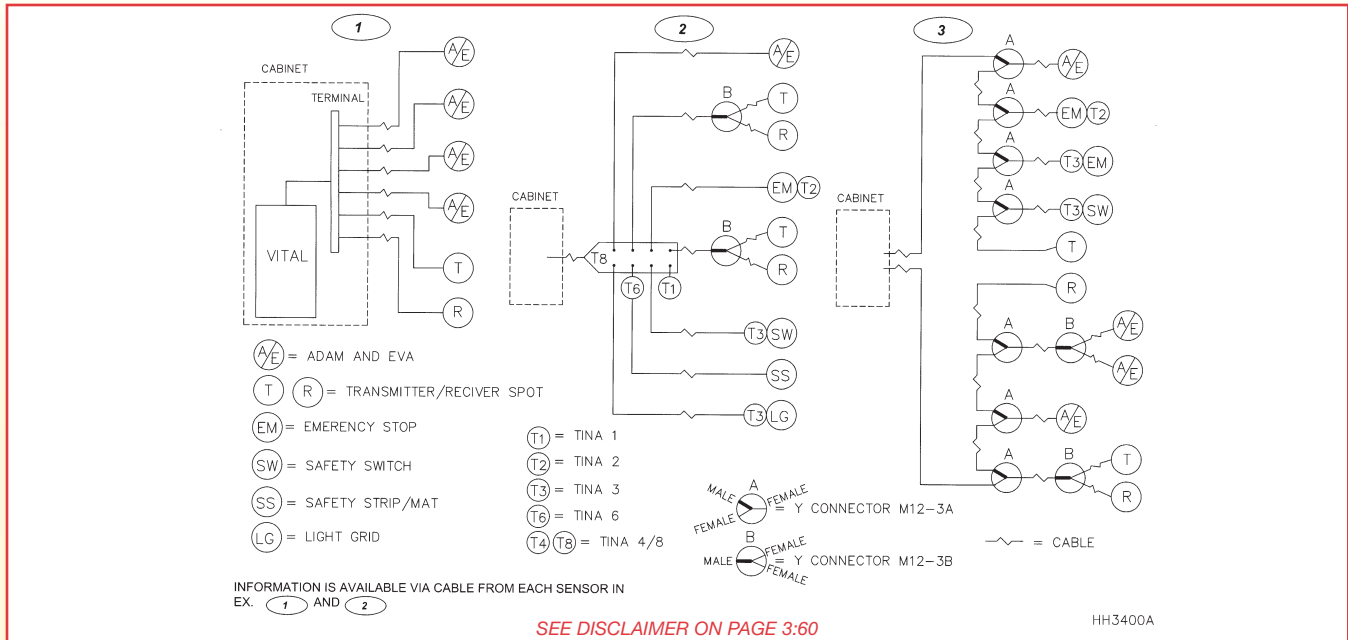 1
CABINET
TERMINAL
VITAL
A/E
A/E
A/E
A/E
T
R
2
CABINET
T8
A/E
B
T
R
EM T2
B
T
R
T6 T1
T3 SW
SS
T3 LG
3
CABINET
A
A/E
A
EM T2
A
T3 EM
A
T3 SW
T
R
A
B
A/E
A/E
A
A/E
A
B
T
R
A/E = ADAM AND EVA
T R = TRANSMITTER/RECIVER SPOT
EM = EMERENCY STOP
SW = SAFETY SWITCH
SS = SAFETY STRIP/MAT
LG = LIGHT GRID
T1 = TINA 1
T2 = TINA 2
T3 = TINA 3
T6 = TINA 6
T4 T8 = TINA 4/8
A
MALE FEMALE
FEMALE
= Y CONNECTOR M12-3A
B
MALE FEMALE
FEMALE
= Y CONNECTOR M12-3B
= CABLE
INFORMATION IS AVAILABLE VIA CABLE FROM EACH SENSOR IN
EX. 1 AND 2
SEE DISCLAIMER ON PAGE 3:60
HH3400A